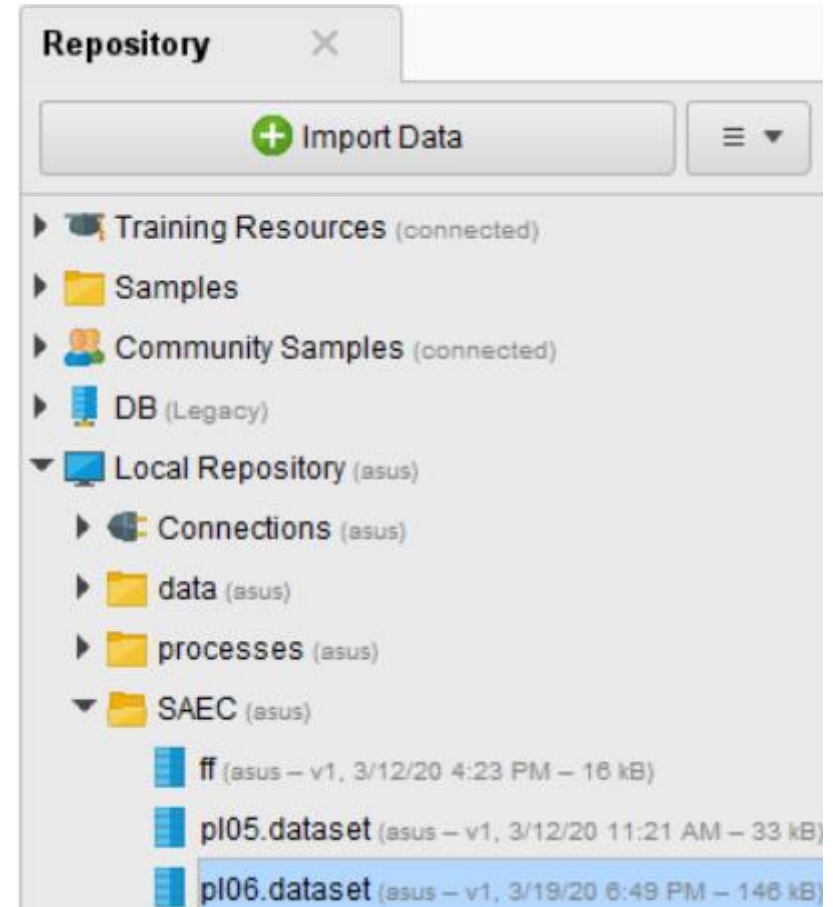 Repository
Import Data
Training Resources (connected)
Samples
Community Samples (connected)
DB (Legacy)
Local Repository (asus)
Connections (asus)
data (asus)
processes (asus)
SAEC (asus)
ff (asus – v1, 3/12/20 4:23 PM – 16 kB)
pl05.dataset (asus – v1, 3/12/20 11:21 AM – 33 kB)
pl06.dataset (asus – v1, 3/19/20 6:49 PM – 146 kB)